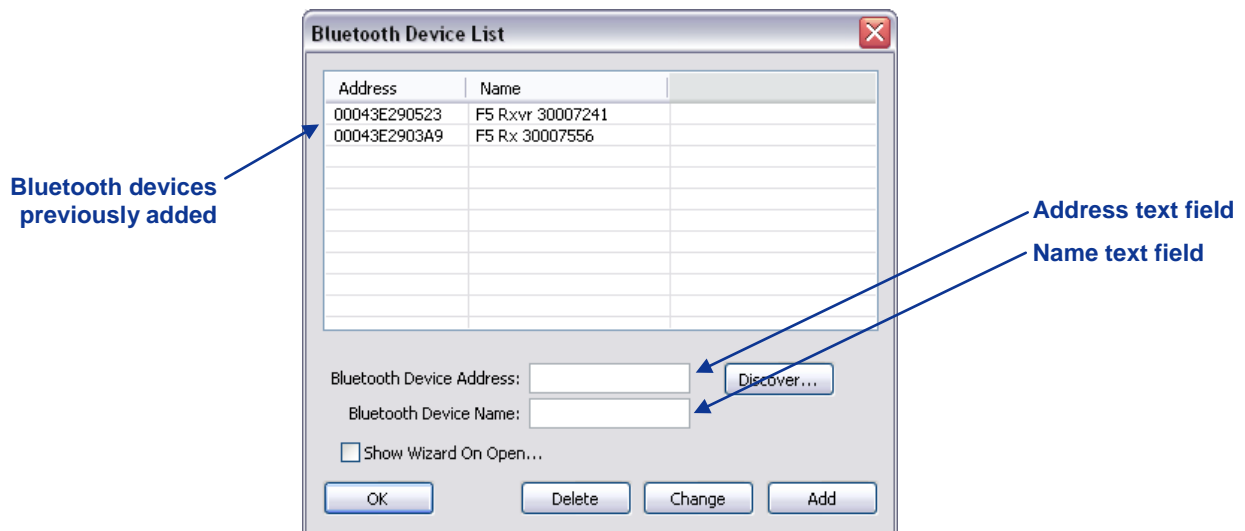 Bluetooth Device List
Address Name
00043E290523 F5 Rxvr 30007241
00043E2903A9 F5 Rx 30007556
Bluetooth devices
previously added
Address text field
Name text field
Bluetooth Device Address: Discover...
Bluetooth Device Name:
Show Wizard On Open...
OK Delete Change Add